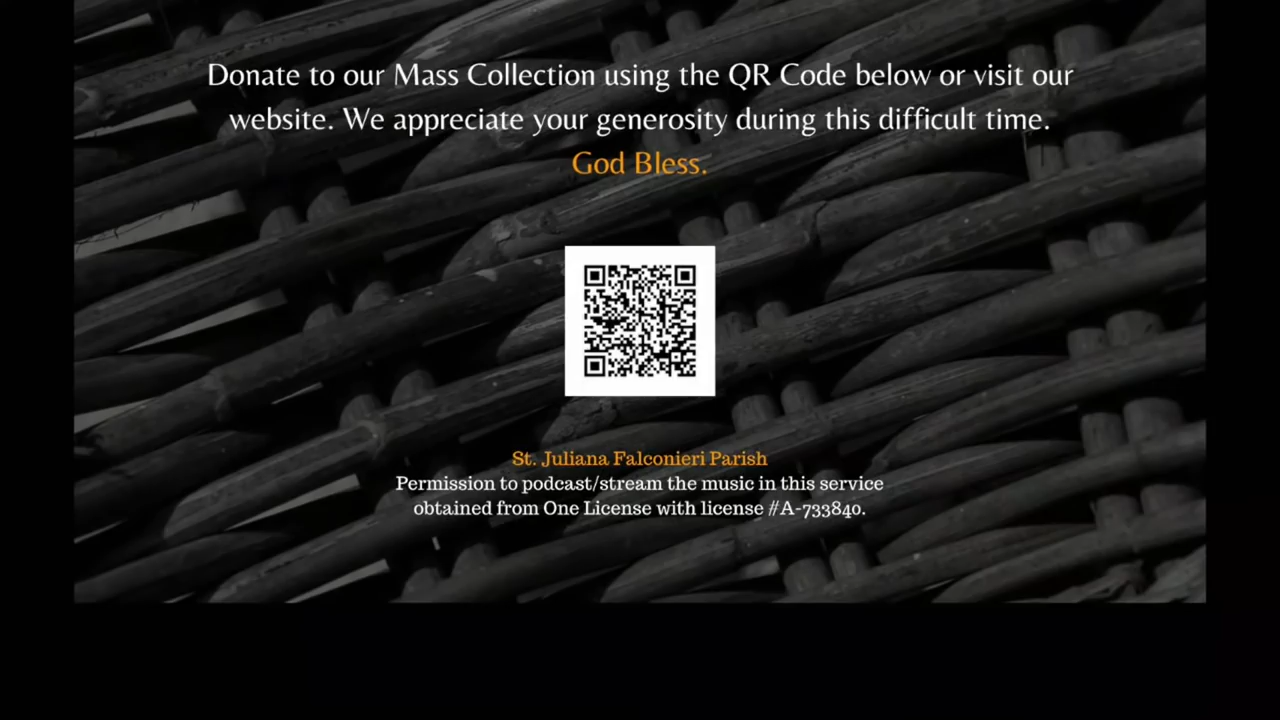 Donate to our Mass Collection using the QR Code below or visit our
website. We appreciate your generosity during this difficult time.
God Bless.
St. Juliana Falconieri Parish
Permission to podcast/stream the music in this service
obtained from One License with license #A-733840.